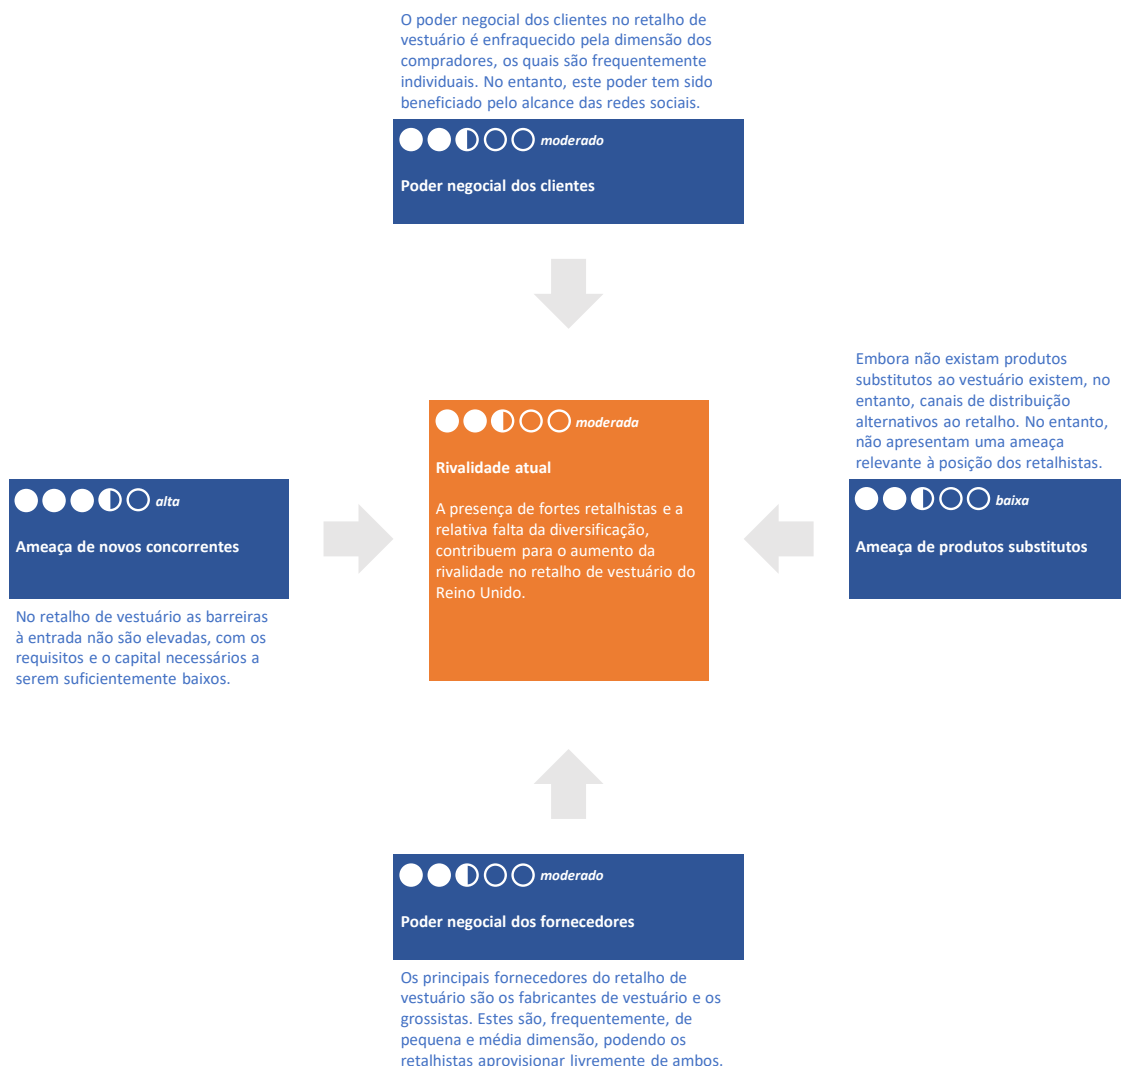 O poder negocial dos clientes no retalho de
vestuário é enfraquecido pela dimensão dos
compradores, os quais são frequentemente
individuais. No entanto, este poder tem sido
beneficiado pelo alcance das redes sociais.
moderado
Poder negocial dos clientes
Embora não existam produtos
substitutos ao vestuário existem, no
entanto, canais de distribuição
alternativos ao retalho. No entanto,
não apresentam uma ameaça
relevante à posição dos retalhistas.
moderada
Rivalidade atual
A presença de fortes retalhistas e a
relativa falta da diversificação,
contribuem para o aumento da
rivalidade no retalho de vestuário do
Reino Unido.
alta
Ameaça de novos concorrentes
No retalho de vestuário as barreiras
à entrada não são elevadas, com os
requisitos e o capital necessários a
serem suficientemente baixos.
baixa
Ameaça de produtos substitutos
moderado
Poder negocial dos fornecedores
Os principais fornecedores do retalho de
vestuário são os fabricantes de vestuário e os
grossistas. Estes são, frequentemente, de
pequena e média dimensão, podendo os
retalhistas aprovisionar livremente de ambos.